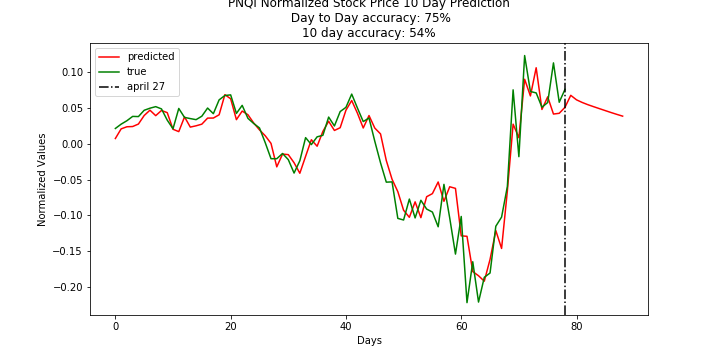 PNQI Normalized Stock Price 10 Day Prediction
Day to Day accuracy: 75%
10 day accuracy: 54%
predicted
true
april 27
0.10
0.05
0.00
−0.05
−0.10
−0.15
−0.20
Normalized Values
0 20 40 60 80
Days